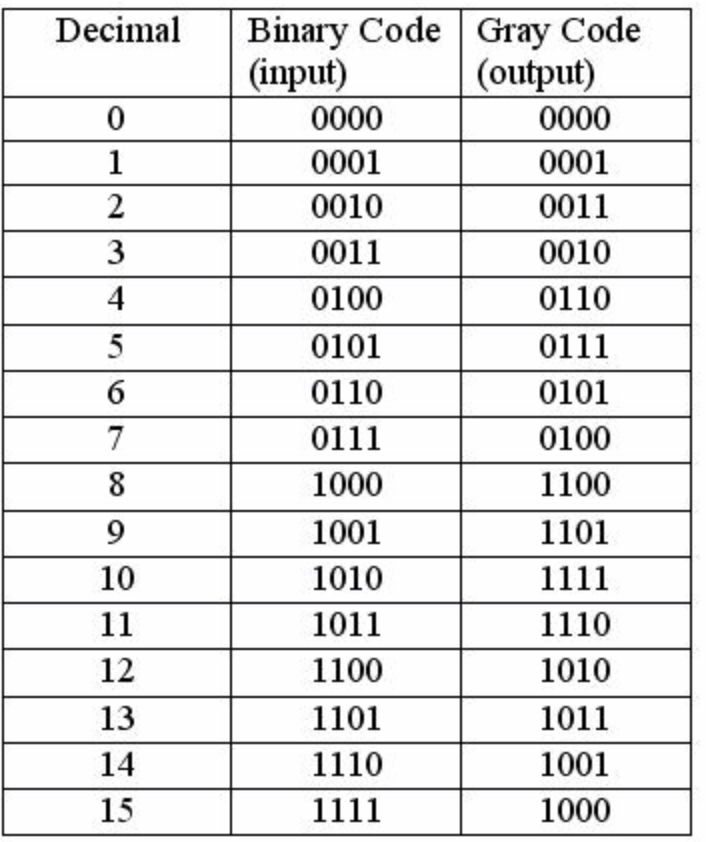 Decimal Binary Code Gray Code
(input) (output)
0 0000 0000
1 0001 0001
2 0010 0011
3 0011 0010
4 0100 0110
5 0101 0111
6 0110 0101
7 0111 0100
8 1000 1100
9 1001 1101
10 1010 1111
11 1011 1110
12 1100 1010
13 1101 1011
14 1110 1001
15 1111 1000